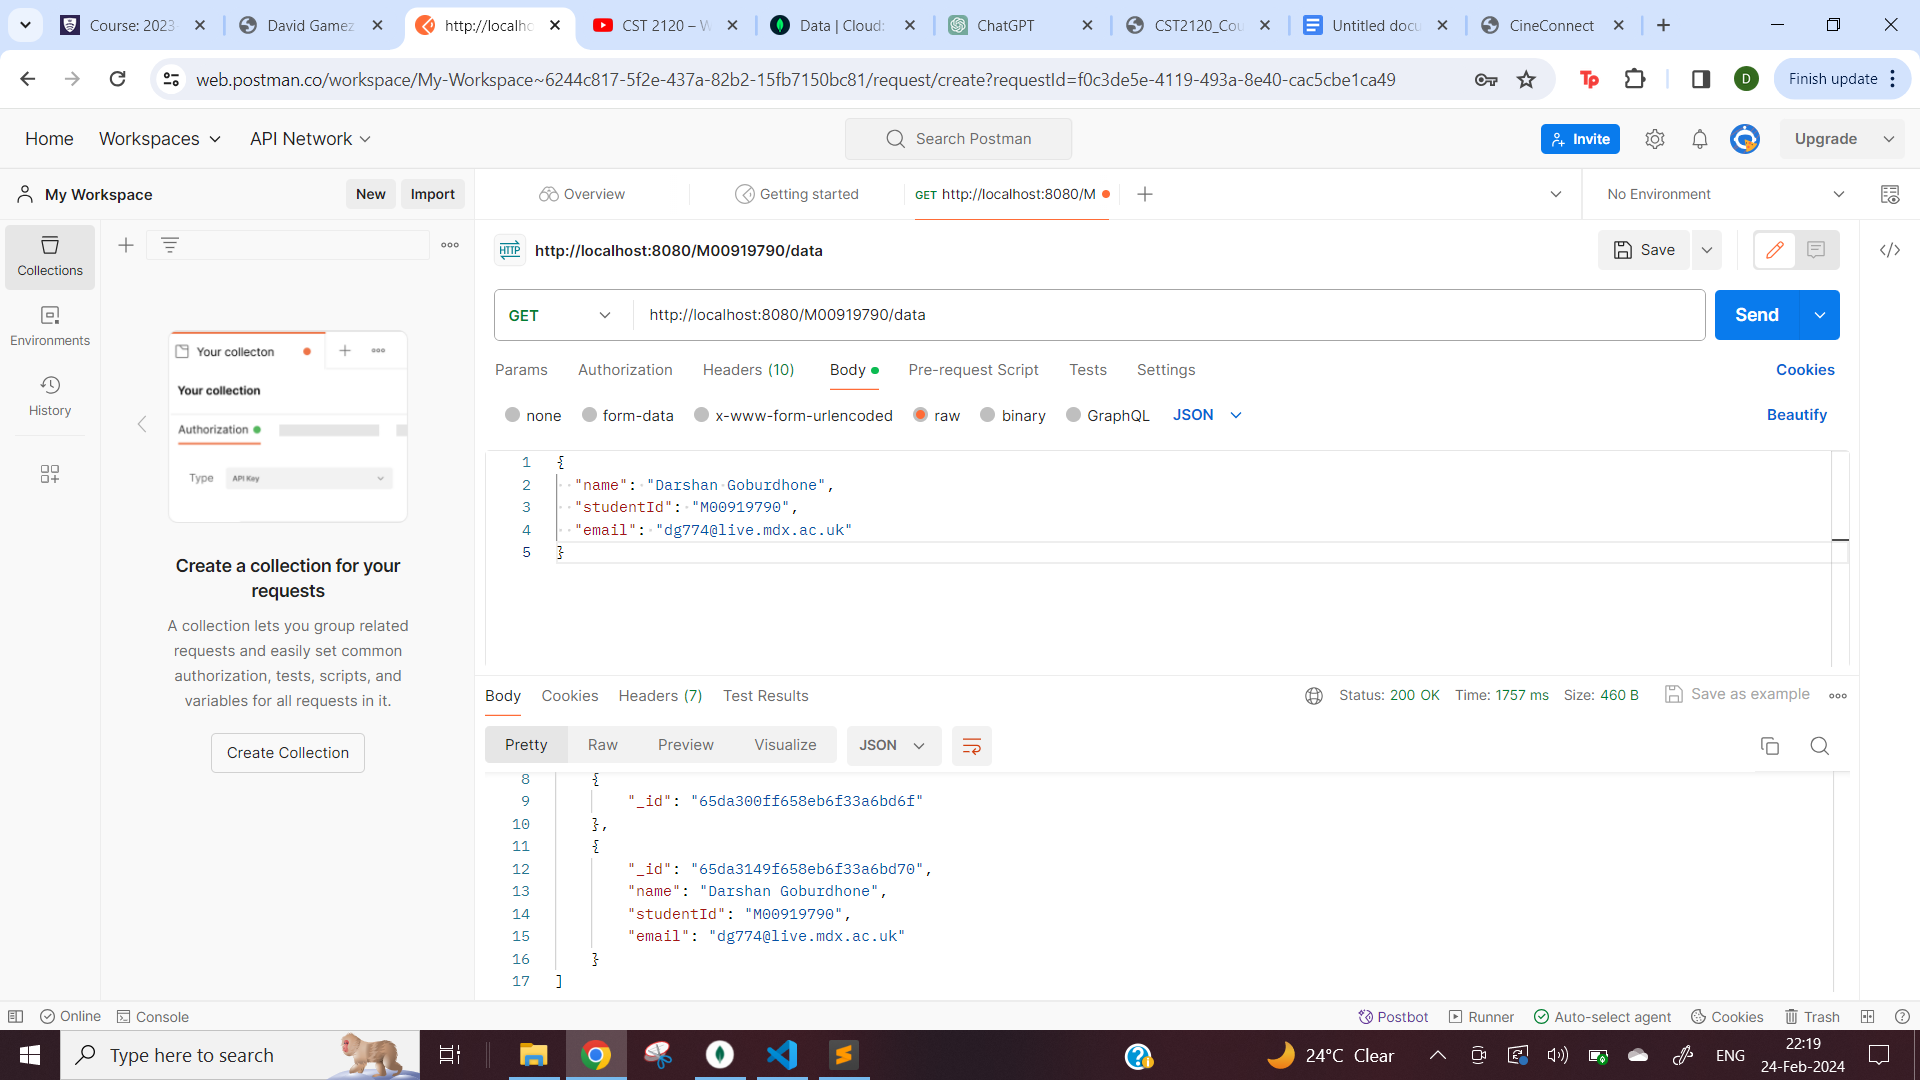 Course: 2023-
David Gamez
http://localho
CST 2120 – W
Data | Cloud:
ChatGPT
CST2120_Cou
Untitled docu
CineConnect
web.postman.co/workspace/My-Workspace~6244c817-5f2e-437a-82b2-15fb7150bc81/request/create?requestId=f0c3de5e-4119-493a-8e40-cac5cbe1ca49
Tp
D
Finish update
Home
Workspaces
API Network
Search Postman
Invite
Upgrade
My Workspace
New
Import
Overview
Getting started
GET http://localhost:8080/M
No Environment
Collections
Environments
History
HTTP
http://localhost:8080/M00919790/data
Save
GET
http://localhost:8080/M00919790/data
Send
Params
Authorization
Headers (10)
Body
Pre-request Script
Tests
Settings
Cookies
none
form-data
x-www-form-urlencoded
raw
binary
GraphQL
JSON
Beautify
Your collecton
Your collection
Authorization
Type
API Key
1 {
2 "name": "Darshan Goburdhone",
3 "studentId": "M00919790",
4 "email": "dg774@live.mdx.ac.uk"
5 }
Create a collection for your
requests
A collection lets you group related
requests and easily set common
authorization, tests, scripts, and
variables for all requests in it.
Create Collection
Body
Cookies
Headers (7)
Test Results
Status: 200 OK
Time: 1757 ms
Size: 460 B
Save as example
Pretty
Raw
Preview
Visualize
JSON
8 {
9 "_id": "65da300ff658eb6f33a6bd6f"
10 },
11 {
12 "_id": "65da3149f658eb6f33a6bd70",
13 "name": "Darshan Goburdhone",
14 "studentId": "M00919790",
15 "email": "dg774@live.mdx.ac.uk"
16 }
17 ]
Online
Console
Postbot
Runner
Auto-select agent
Cookies
Trash
Type here to search
24°C Clear
ENG
22:19
24-Feb-2024